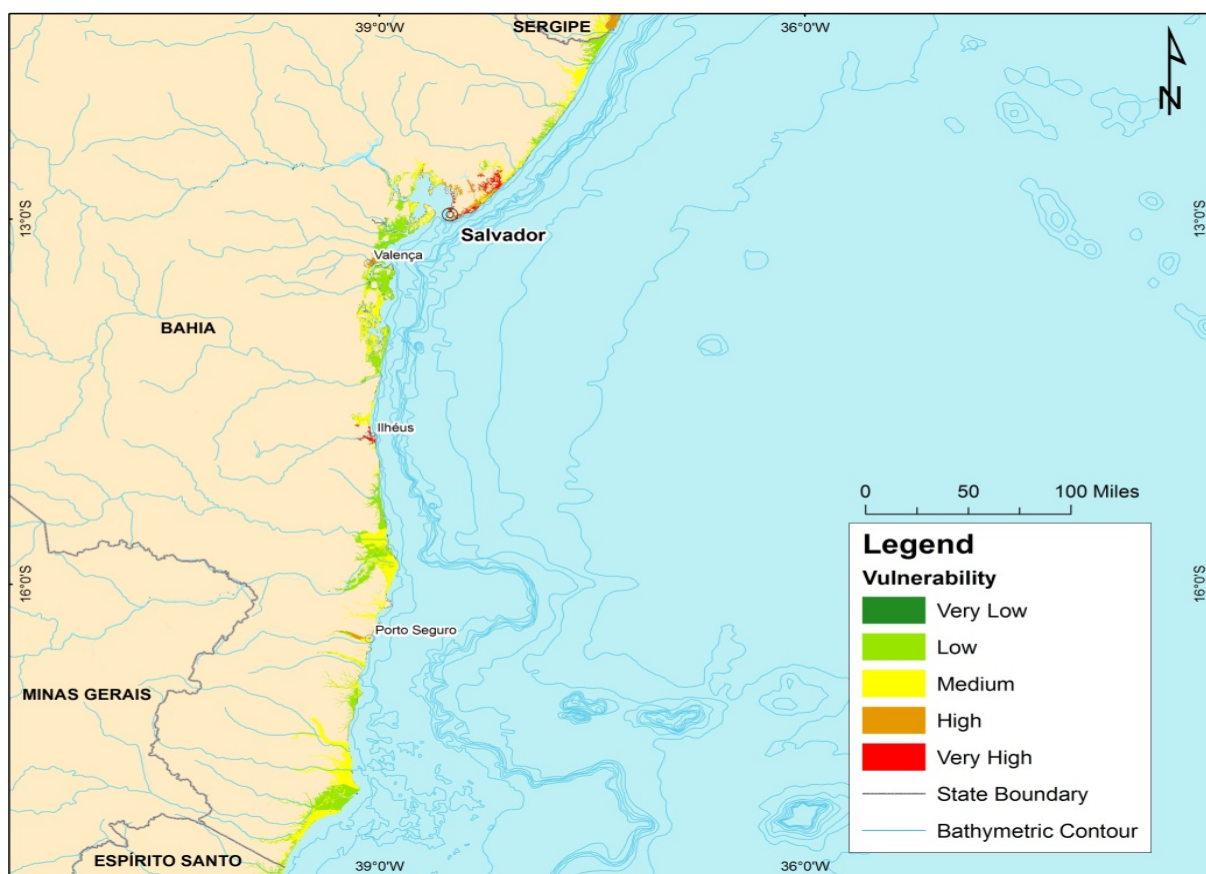 39°0'W
SERGIPE
36°0'W
N
13°0'S
13°0'S
Salvador
Valença
BAHIA
Ilhéus
0 50 100 Miles
Legend
Vulnerability
Very Low
Low
Medium
High
Very High
State Boundary
Bathymetric Contour
16°0'S
16°0'S
Porto Seguro
MINAS GERAIS
ESPÍRITO SANTO
39°0'W
36°0'W